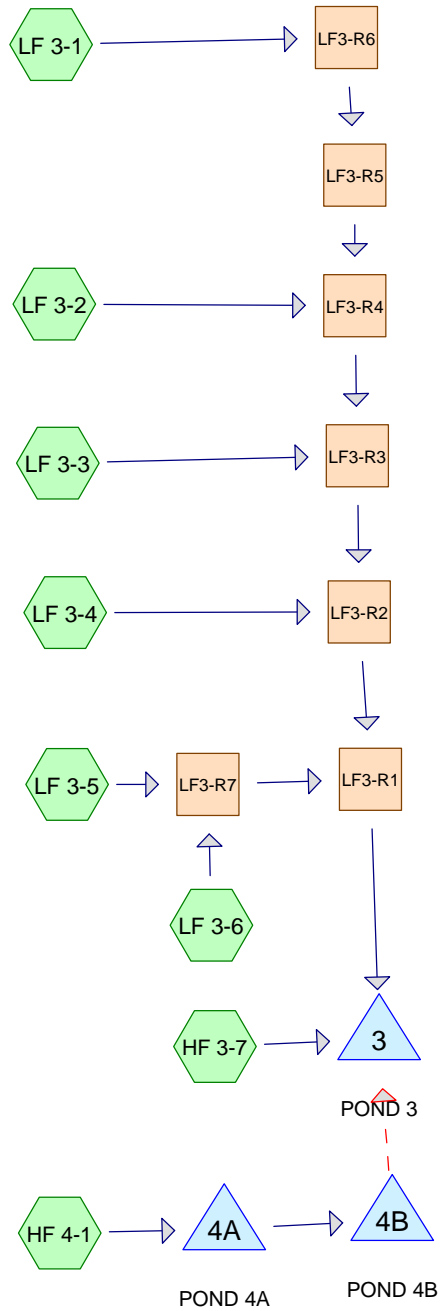 LF 3-1
LF3-R6
LF3-R5
LF 3-2
LF3-R4
LF 3-3
LF3-R3
LF 3-4
LF3-R2
LF 3-5
LF3-R7
LF3-R1
LF 3-6
HF 3-7
3
POND 3
HF 4-1
4A
4B
POND 4A
POND 4B